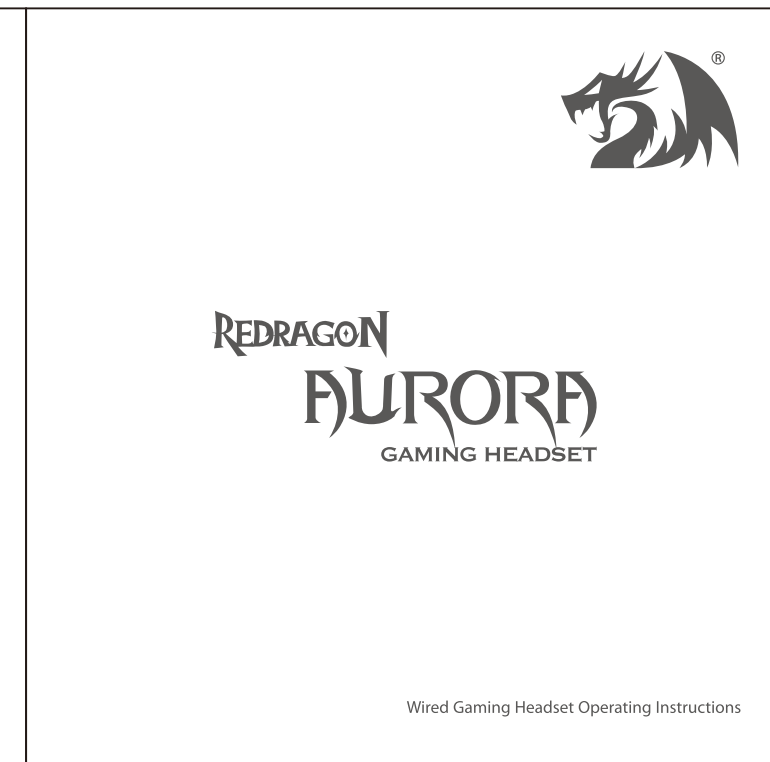 ®
REDRAGON
AURORA
GAMING HEADSET
Wired Gaming Headset Operating Instructions